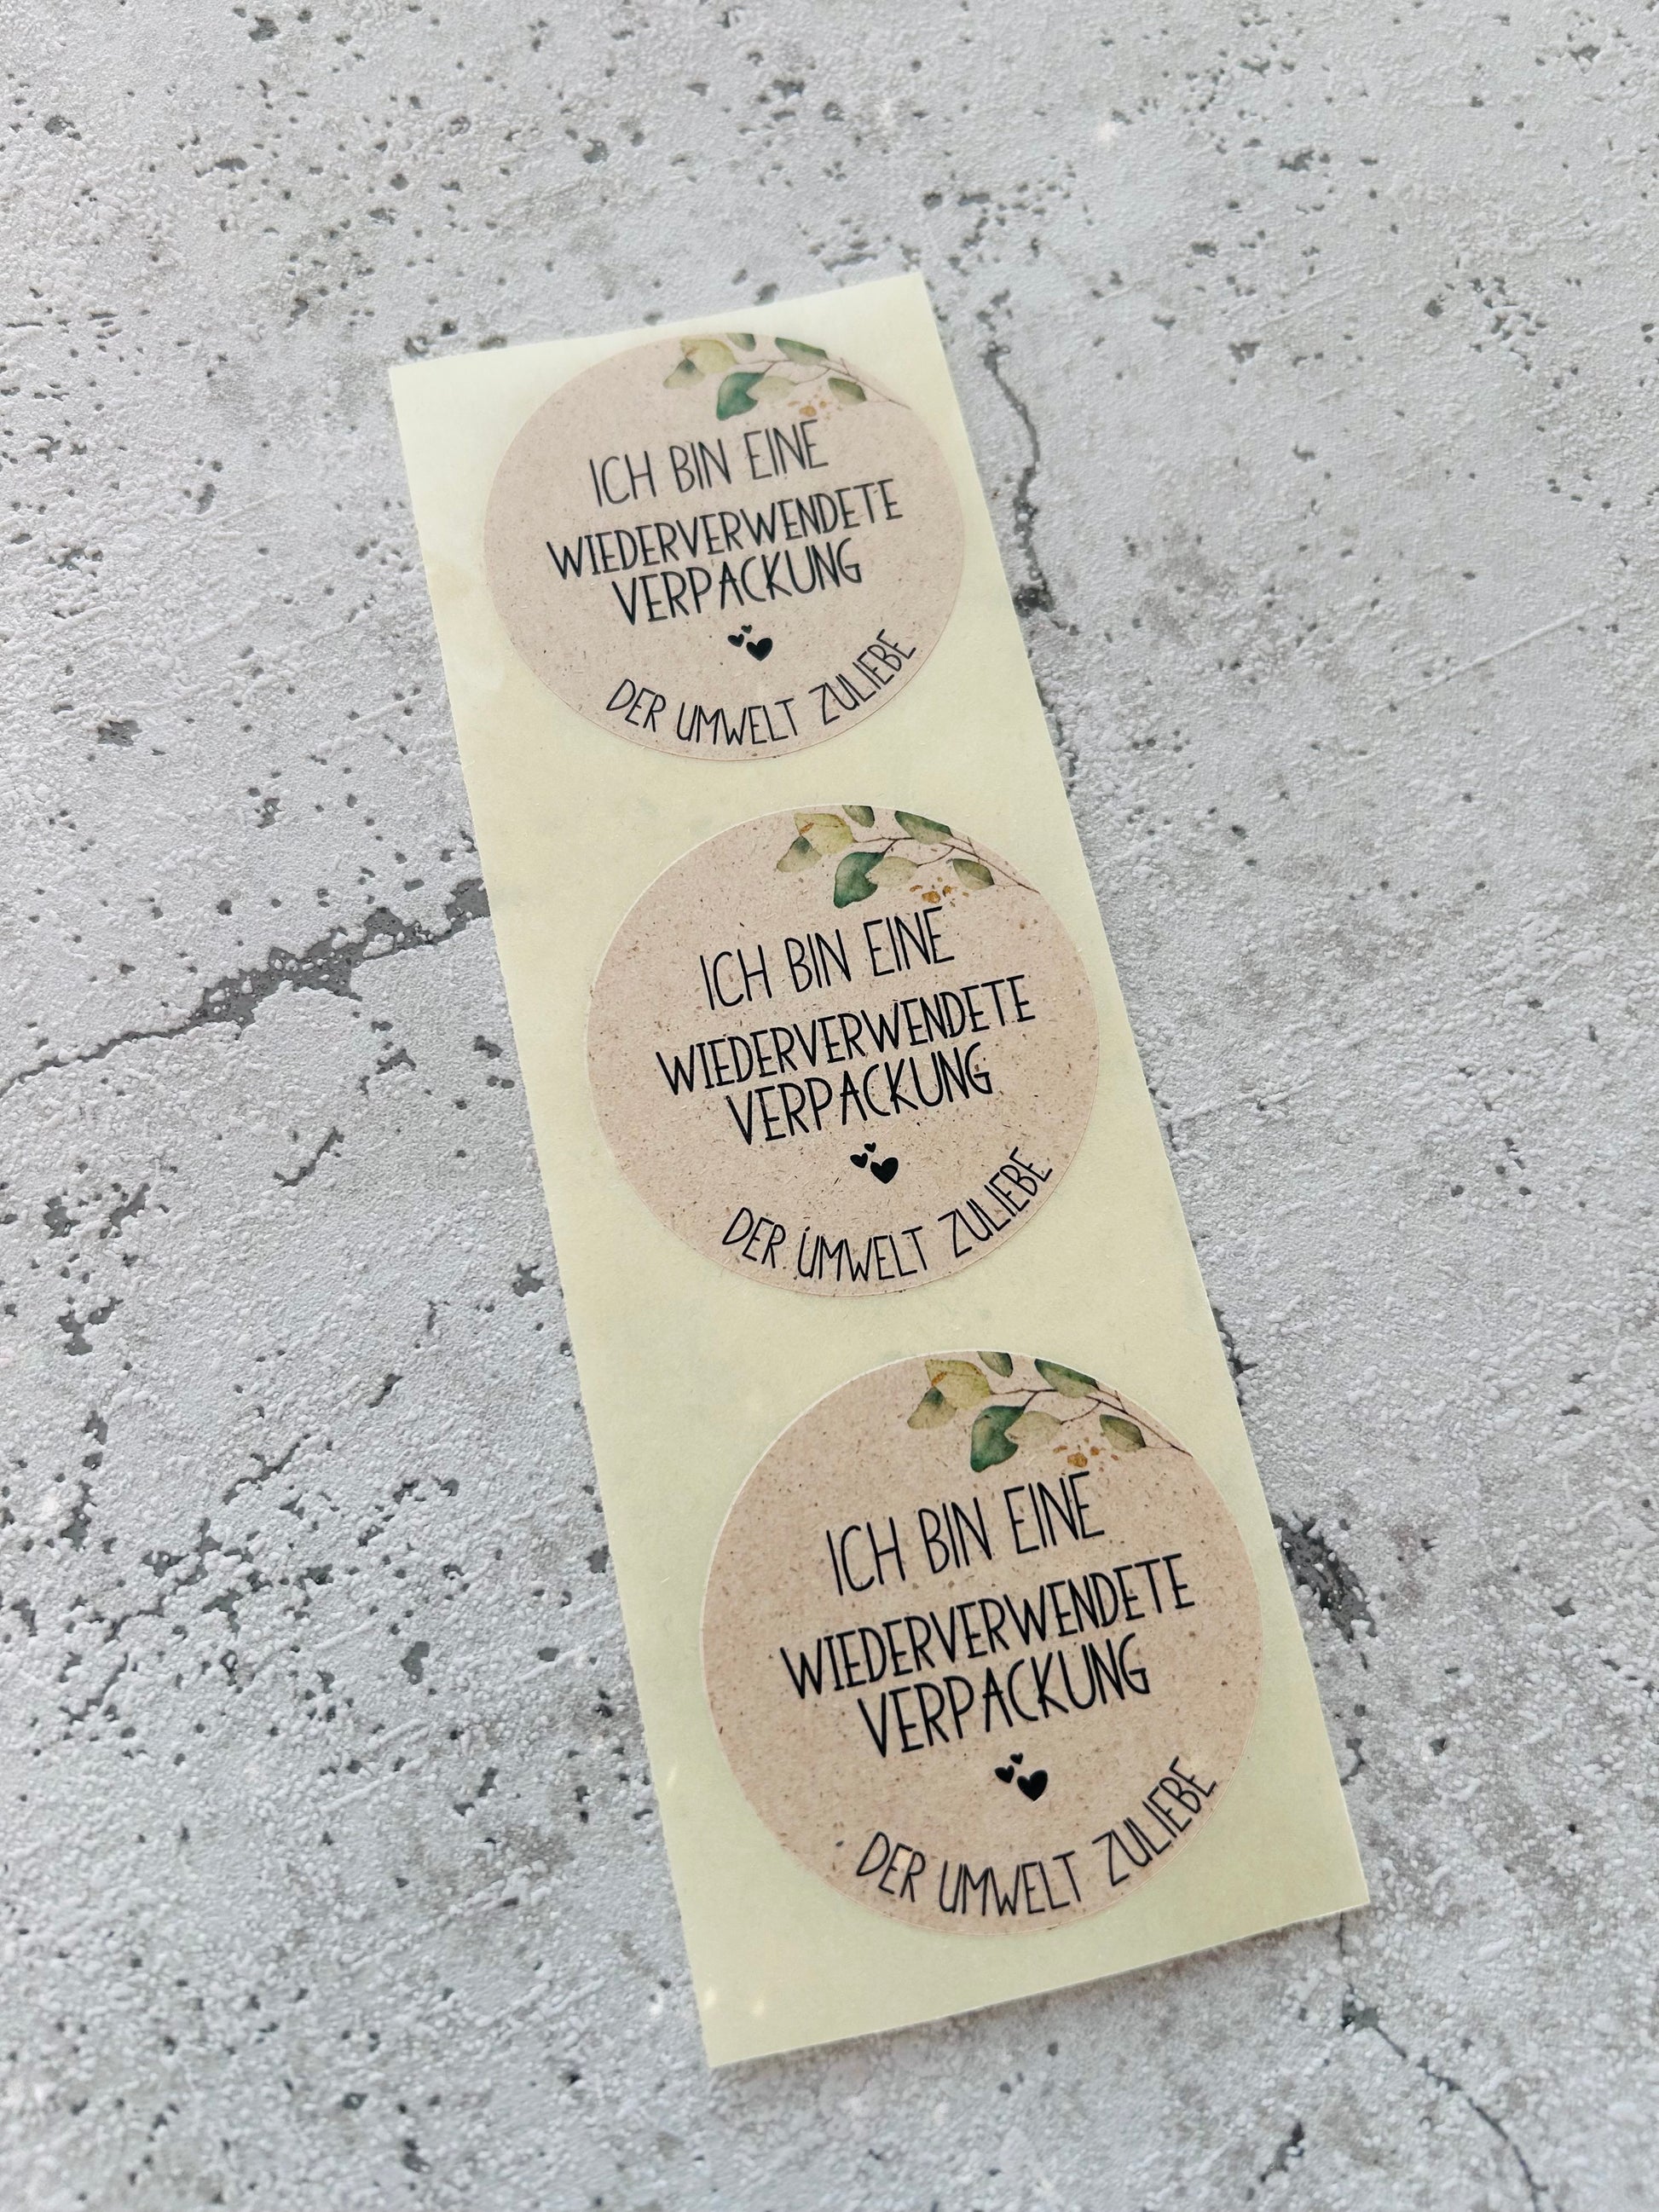 ICH BIN EINE
WIEDERVERWENDETE
VERPACKUNG
DER UMWELT ZULIEBE
ICH BIN EINE
WIEDERVERWENDETE
VERPACKUNG
DER UMWELT ZULIEBE
ICH BIN EINE
WIEDERVERWENDETE
VERPACKUNG
DER UMWELT ZULIEBE